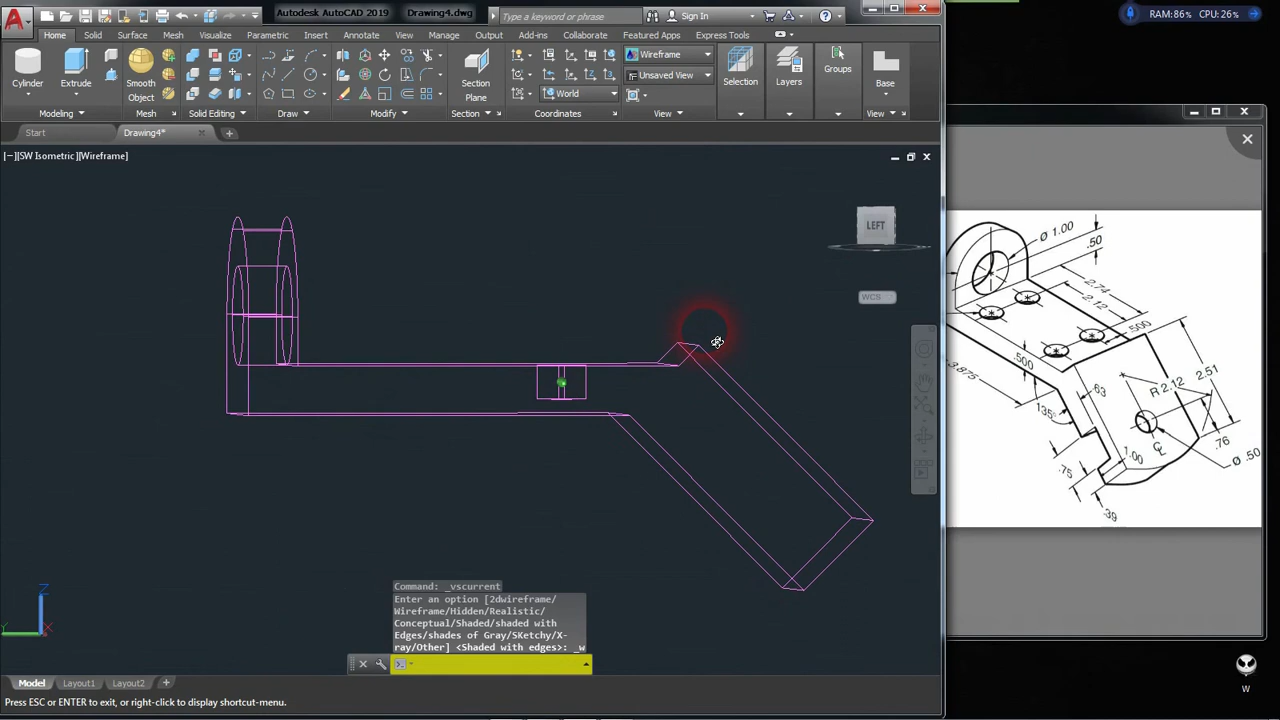 Autodesk AutoCAD 2019 Drawing4.dwg
Type a keyword or phrase
Sign In
RAM:86% CPU:26%
Home Solid Surface Mesh Visualize Parametric Insert Annotate View Manage Output Add-ins Collaborate Featured Apps Express Tools
Wireframe
Unsaved View
World
Cylinder
Extrude
Smooth
Object
Section
Plane
Selection
Layers
Groups
Base
Modeling
Mesh
Solid Editing
Draw
Modify
Section
Coordinates
View
View
Start
Drawing4*
[−][SW Isometric][Wireframe]
LEFT
WCS
Ø 1.00
.50
2.74
2.12
.500
.500
3.875
135°
.63
R 2.12
2.51
.76
Ø .50
1.00
.75
.39
Z
Y
X
Command: _vscurrent
Enter an option [2dwireframe/
Wireframe/Hidden/Realistic/
Conceptual/Shaded/shaded with
Edges/shades of Gray/SKetchy/X-
ray/Other] <Shaded with edges>: _w
Model
Layout1
Layout2
W
Press ESC or ENTER to exit, or right-click to display shortcut-menu.